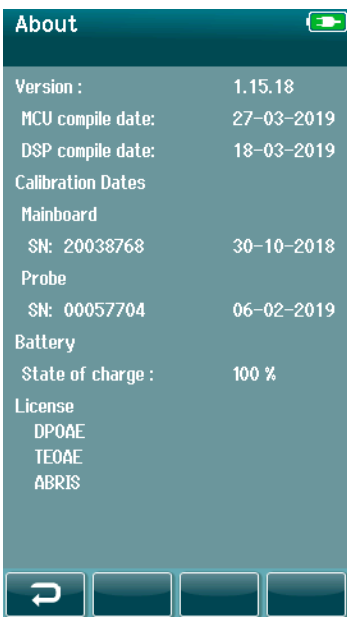 About
Version : 1.15.18
MCU compile date: 27-03-2019
DSP compile date: 18-03-2019
Calibration Dates
Mainboard
SN: 20038768 30-10-2018
Probe
SN: 00057704 06-02-2019
Battery
State of charge : 100 %
License
DPOAE
TEOAE
ABRIS